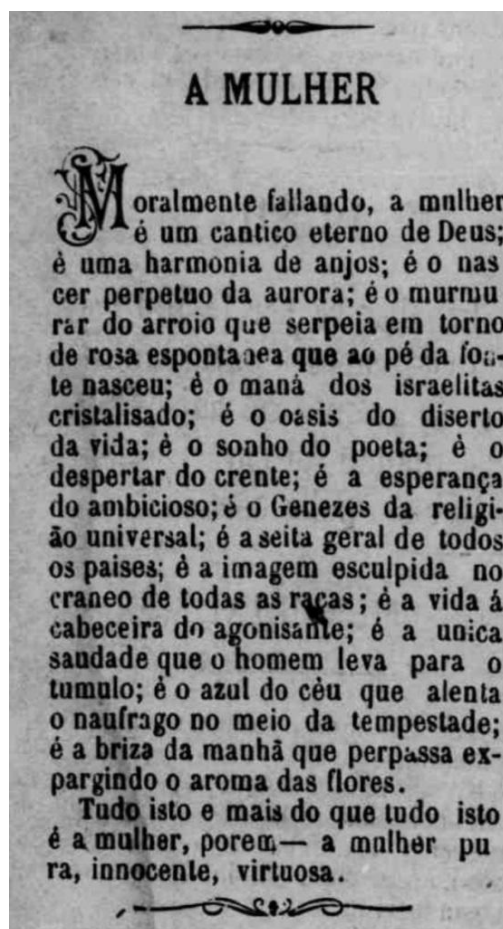 A MULHER
Moralmente fallando, a mnlher
é um cantico eterno de Deus;
é uma harmonia de anjos; é o nas
cer perpetuo da aurora; é o murmu
rar do arroio que serpeia em torno
de rosa espontanea que ao pé da fon-
te nasceu; é o maná dos israelitas
cristalisado; é o oasis do diserto
da vida; é o sonho do poeta; é o
despertar do crente; é a esperança
do ambicioso; é o Genezes da religi-
ão universal; é a seita geral de todos
os paises; é a imagem esculpida no
craneo de todas as raças; é a vida á
cabeceira do agonisante; é a unica
saudade que o homem leva para o
tumulo; é o azul do céu que alenta
o naufrago no meio da tempestade;
é a briza da manhã que perpassa ex-
pargindo o aroma das flores.
Tudo isto e mais do que tudo isto
é a mulher, porem— a mnlher pu
ra, innocente, virtuosa.